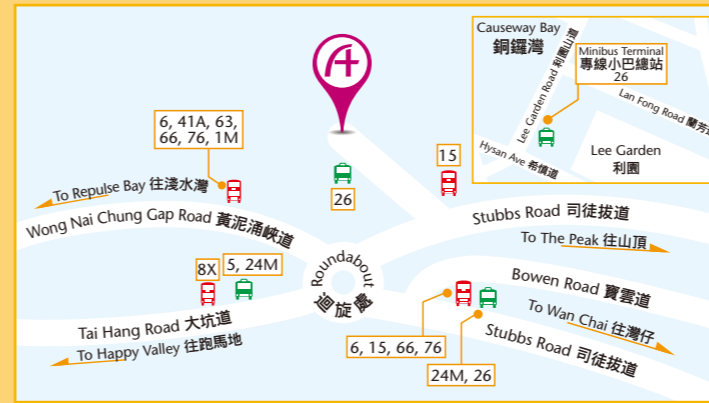 Causeway Bay
銅鑼灣
Minibus Terminal
專線小巴總站
26
Lee Garden Road 利園山道
Lan Fong Road 蘭芳道
Hysan Ave 希慎道
Lee Garden
利園
6, 41A, 63,
66, 76, 1M
15
26
To Repulse Bay 往淺水灣
Wong Nai Chung Gap Road 黃泥涌峽道
Stubbs Road 司徒拔道
To The Peak 往山頂
8X
5, 24M
Roundabout
迴旋處
Bowen Road 寶雲道
To Wan Chai 往灣仔
Tai Hang Road 大坑道
To Happy Valley 往跑馬地
6, 15, 66, 76
24M, 26
Stubbs Road 司徒拔道